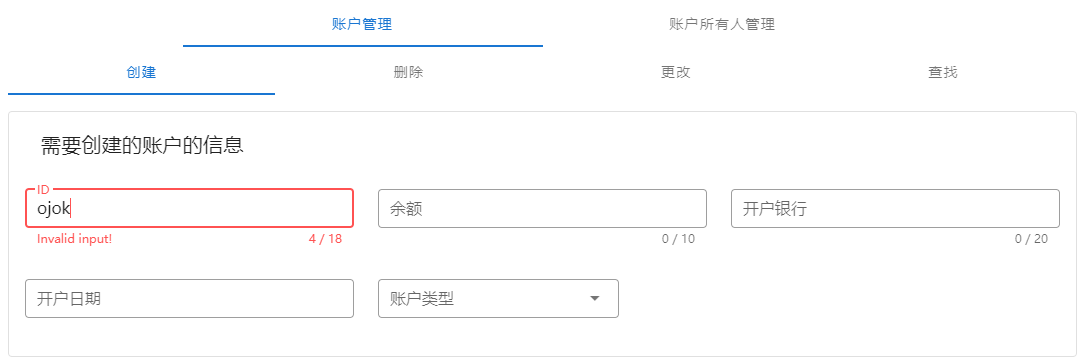 账户管理 账户所有人管理
创建 删除 更改 查找
需要创建的账户的信息
ID
ojok 余额 开户银行
Invalid input! 4 / 18 0 / 10 0 / 20
开户日期 账户类型